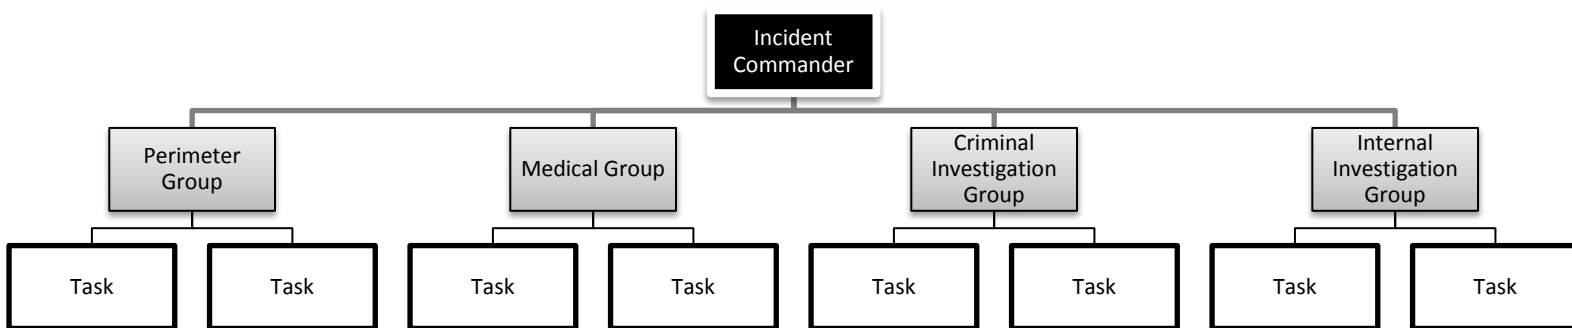 Incident
Commander
Perimeter
Group
Medical Group
Criminal
Investigation
Group
Internal
Investigation
Group
Task
Task
Task
Task
Task
Task
Task
Task